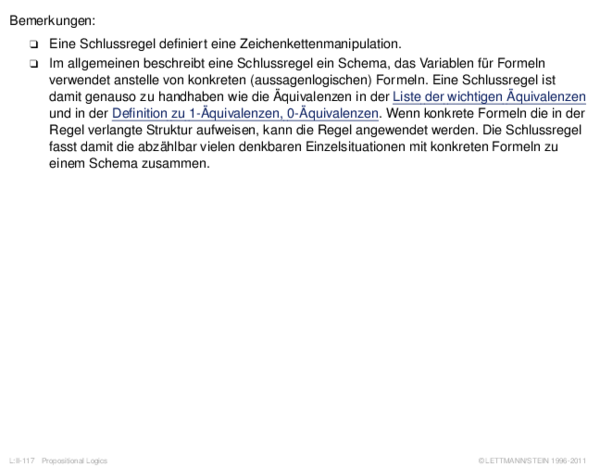 Bemerkungen:
❏ Eine Schlussregel definiert eine Zeichenkettenmanipulation.
❏ Im allgemeinen beschreibt eine Schlussregel ein Schema, das Variablen für Formeln
verwendet anstelle von konkreten (aussagenlogischen) Formeln. Eine Schlussregel ist
damit genauso zu handhaben wie die Äquivalenzen in der Liste der wichtigen Äquivalenzen
und in der Definition zu 1-Äquivalenzen, 0-Äquivalenzen. Wenn konkrete Formeln die in der
Regel verlangte Struktur aufweisen, kann die Regel angewendet werden. Die Schlussregel
fasst damit die abzählbar vielen denkbaren Einzelsituationen mit konkreten Formeln zu
einem Schema zusammen.
L:II-117 Propositional Logics
©LETTMANN/STEIN 1996-2011